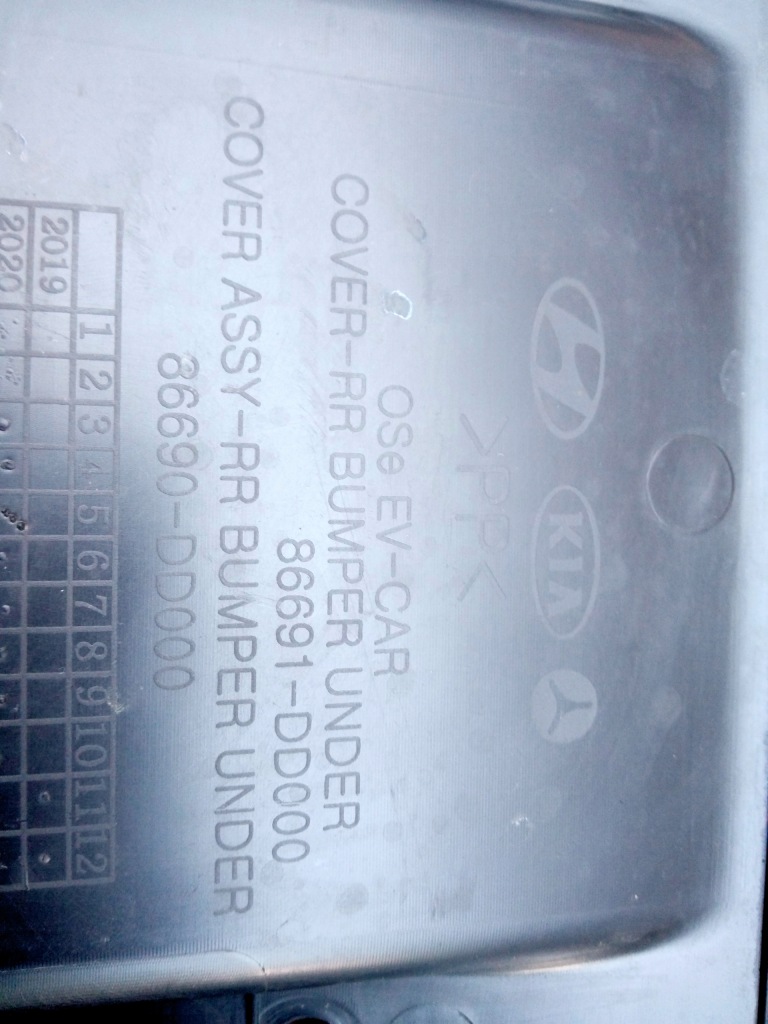 KIA
>PP<
OSe EV-CAR
COVER-RR BUMPER UNDER
86691-DD000
COVER ASSY-RR BUMPER UNDER
86690-DD000
1 2 3 4 5 6 7 8 9 10 11 12
2019
2020